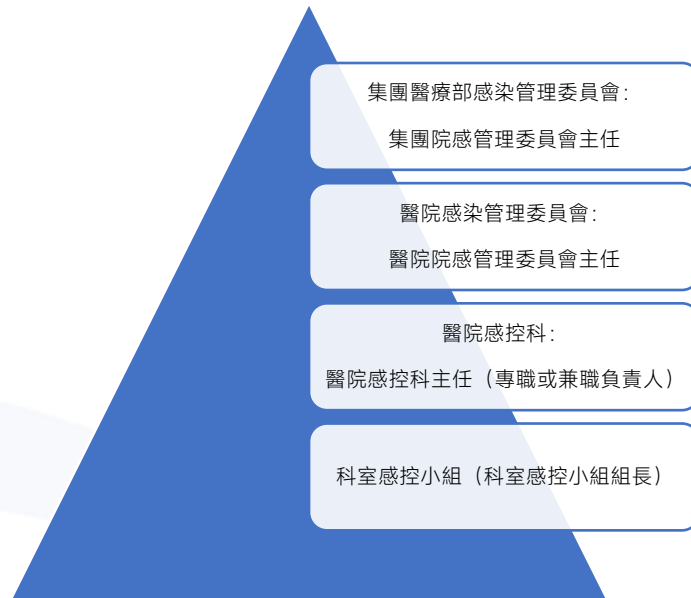 集團醫療部感染管理委員會：
集團院感管理委員會主任
醫院感染管理委員會：
醫院院感管理委員會主任
醫院感控科：
醫院感控科主任（專職或兼職負責人）
科室感控小組（科室感控小組組長）